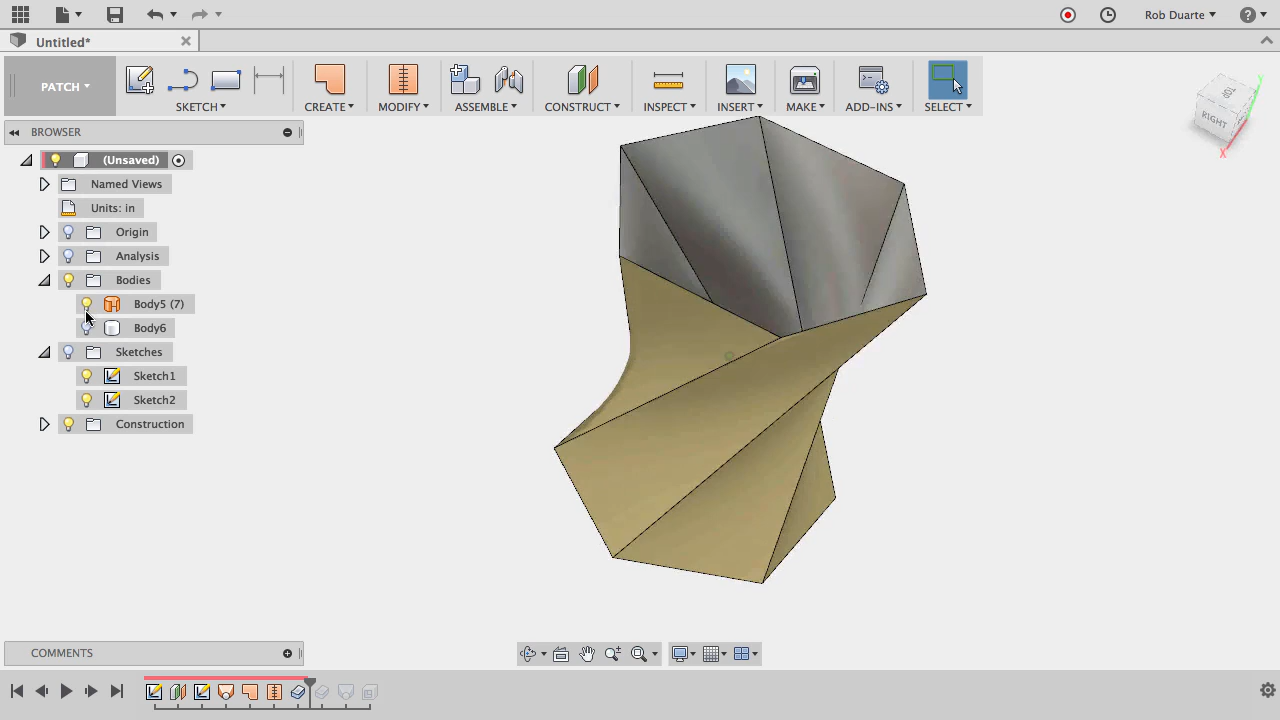 Rob Duarte
Untitled*
PATCH
SKETCH
CREATE
MODIFY
ASSEMBLE
CONSTRUCT
INSPECT
INSERT
MAKE
ADD-INS
SELECT
TOP
RIGHT
Y
X
BROWSER
(Unsaved)
Named Views
Units: in
Origin
Analysis
Bodies
Body5 (7)
Body6
Sketches
Sketch1
Sketch2
Construction
COMMENTS